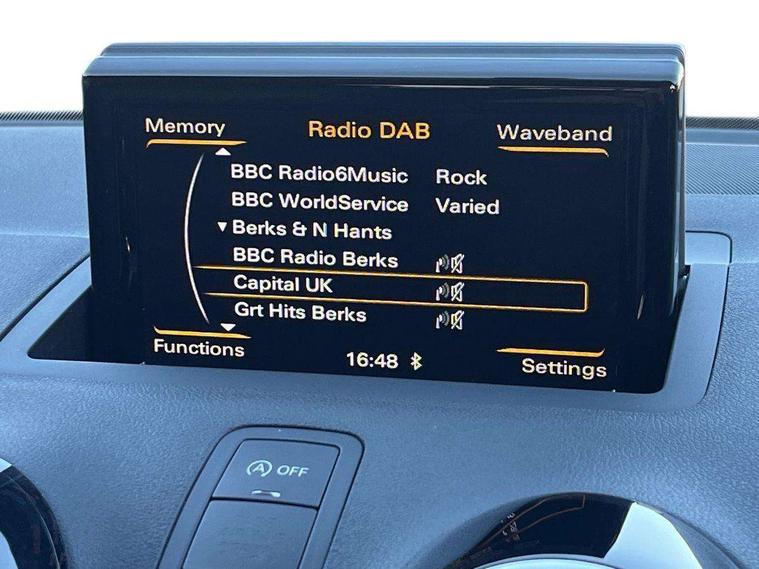 Memory Radio DAB Waveband
BBC Radio6Music Rock
BBC WorldService Varied
Berks & N Hants
BBC Radio Berks
Capital UK
Grt Hits Berks
Functions 16:48 Settings
A OFF